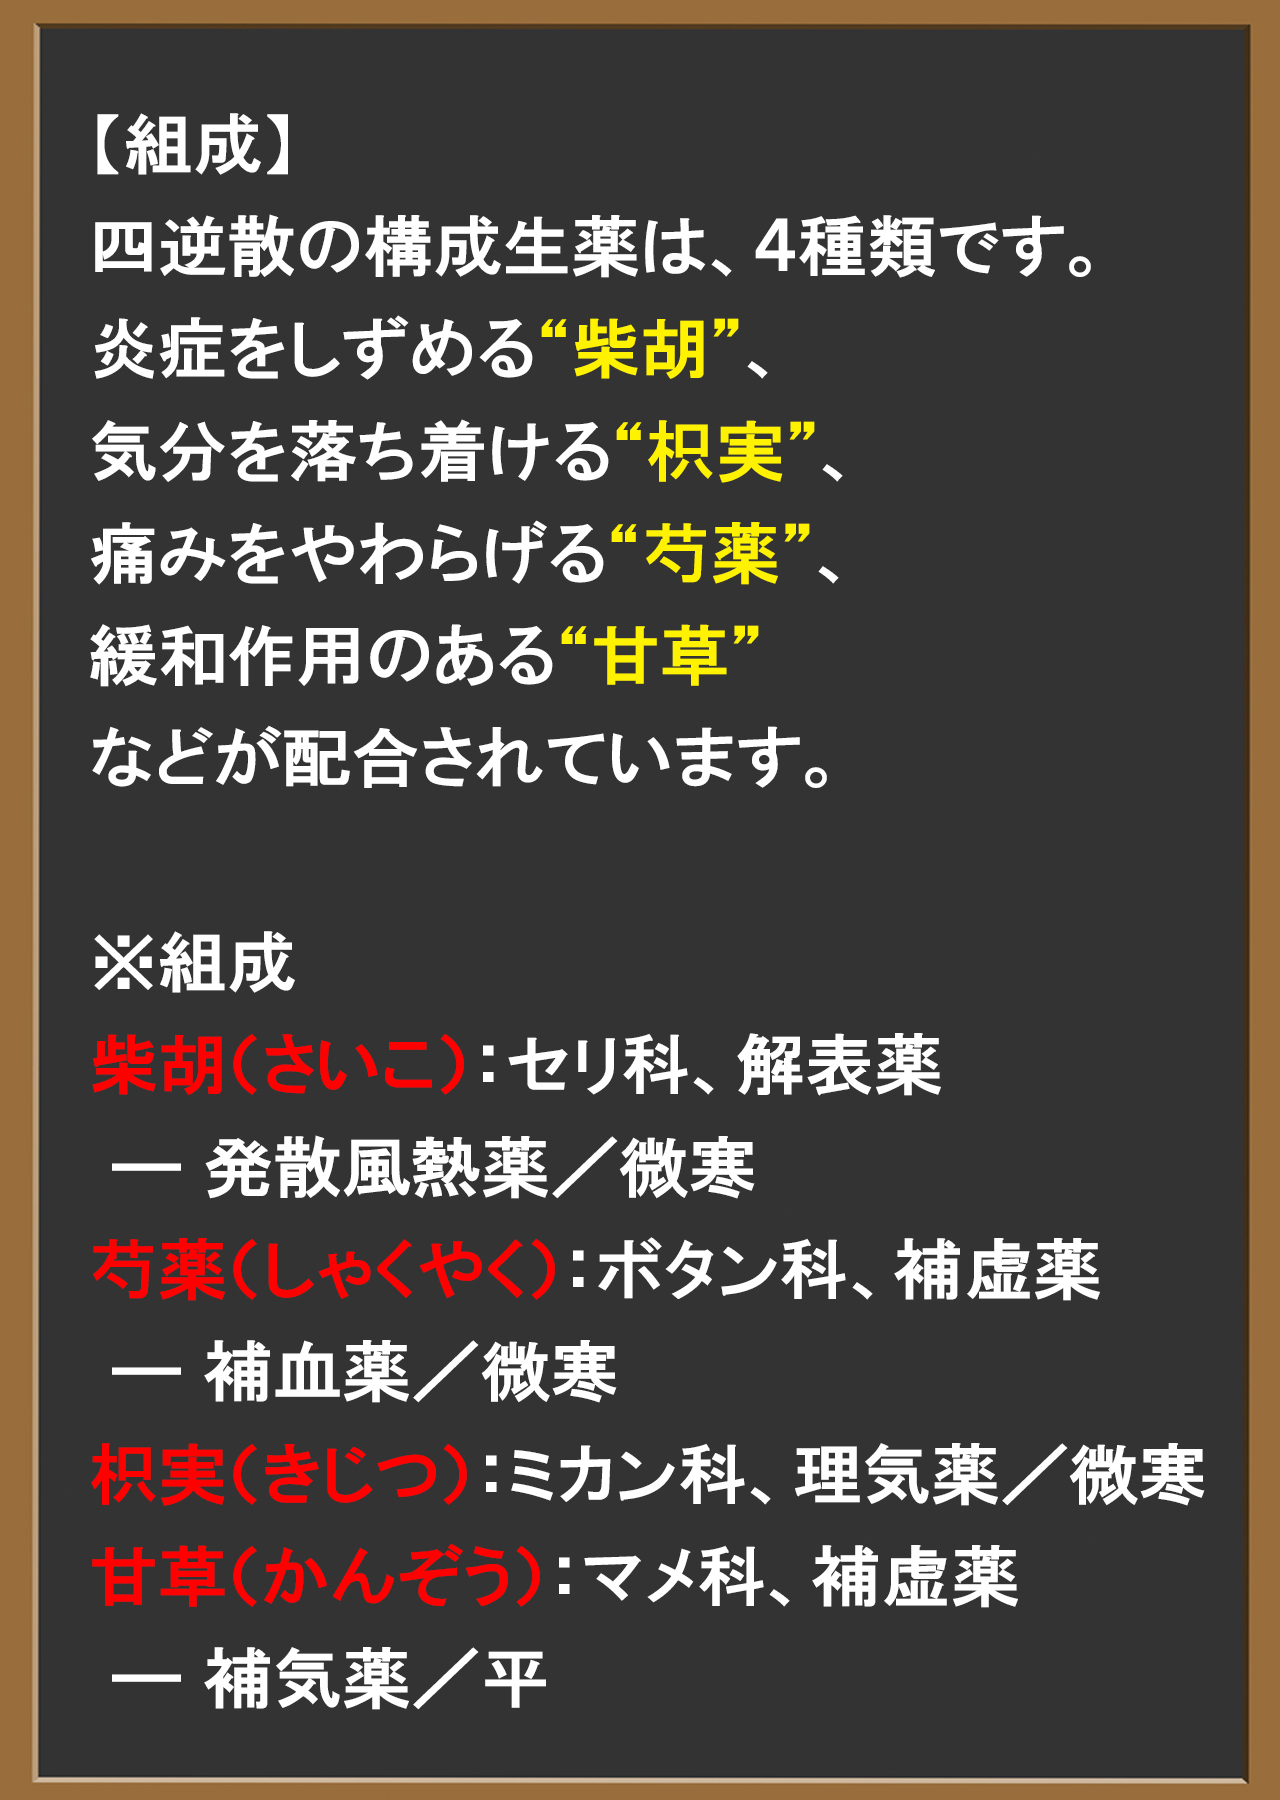 【組成】
四逆散の構成生薬は、４種類です。
炎症をしずめる“柴胡”、
気分を落ち着ける“枳実”、
痛みをやわらげる“芍薬”、
緩和作用のある“甘草”
などが配合されています。
※組成
柴胡（さいこ）：セリ科、解表薬
― 発散風熱薬／微寒
芍薬（しゃくやく）：ボタン科、補虚薬
― 補血薬／微寒
枳実（きじつ）：ミカン科、理気薬／微寒
甘草（かんぞう）：マメ科、補虚薬
― 補気薬／平